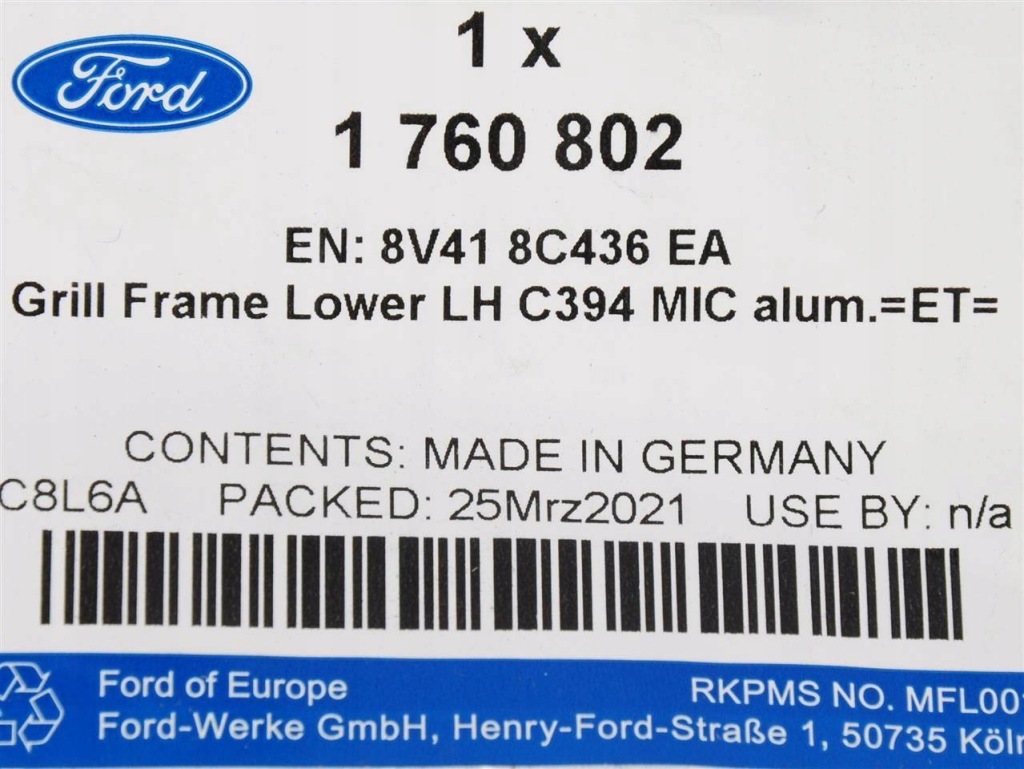 Ford
1 x
1 760 802
EN: 8V41 8C436 EA
Grill Frame Lower LH C394 MIC alum.=ET=
CONTENTS: MADE IN GERMANY
C8L6A PACKED: 25Mrz2021 USE BY: n/a
Ford of Europe RKPMS NO. MFL001
Ford-Werke GmbH, Henry-Ford-Straße 1, 50735 Köln